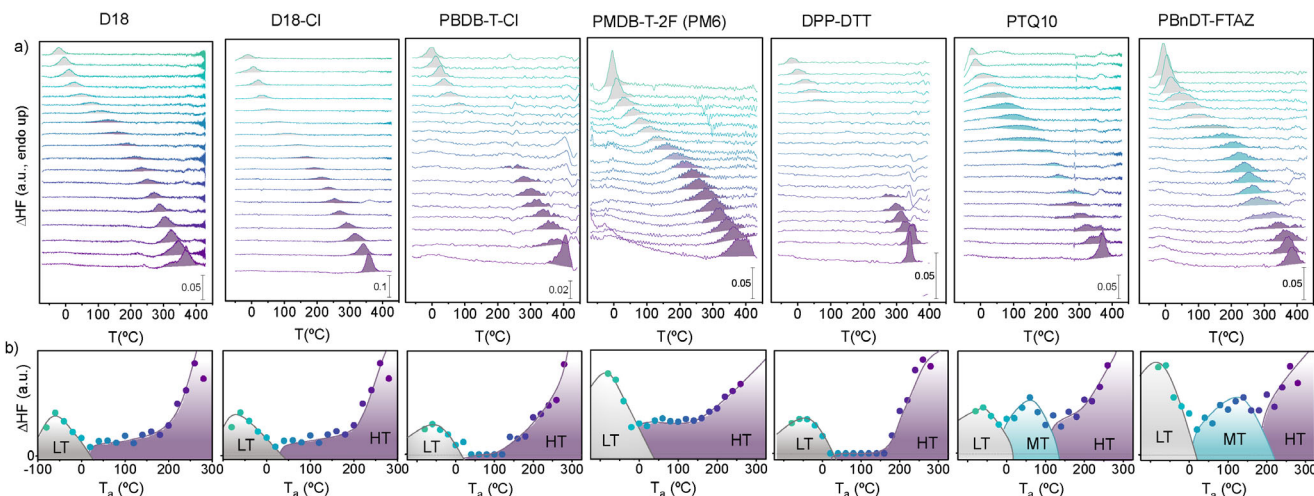 D18 D18-Cl PBDB-T-Cl PMDB-T-2F (PM6) DPP-DTT PTQ10 PBnDT-FTAZ
a)
ΔHF (a.u., endo up)
0.05 0.1 0.02 0.05 0.05 0.05 0.05
0 100 200 300 400 0 100 200 300 400 0 100 200 300 400 0 100 200 300 400 0 100 200 300 400 0 100 200 300 400 0 100 200 300 400
T(ºC) T(ºC) T(ºC) T(ºC) T(ºC) T(ºC) T(ºC)
b)
ΔHF (a.u.)
0
LT LT HT LT HT LT HT LT HT LT MT HT LT MT HT
-100 0 100 200 300 0 100 200 300 0 100 200 300 0 100 200 300 0 100 200 300 0 100 200 300 0 100 200 300
Ta (ºC) Ta (ºC) Ta (ºC) Ta (ºC) Ta (ºC) Ta (ºC) Ta (ºC)